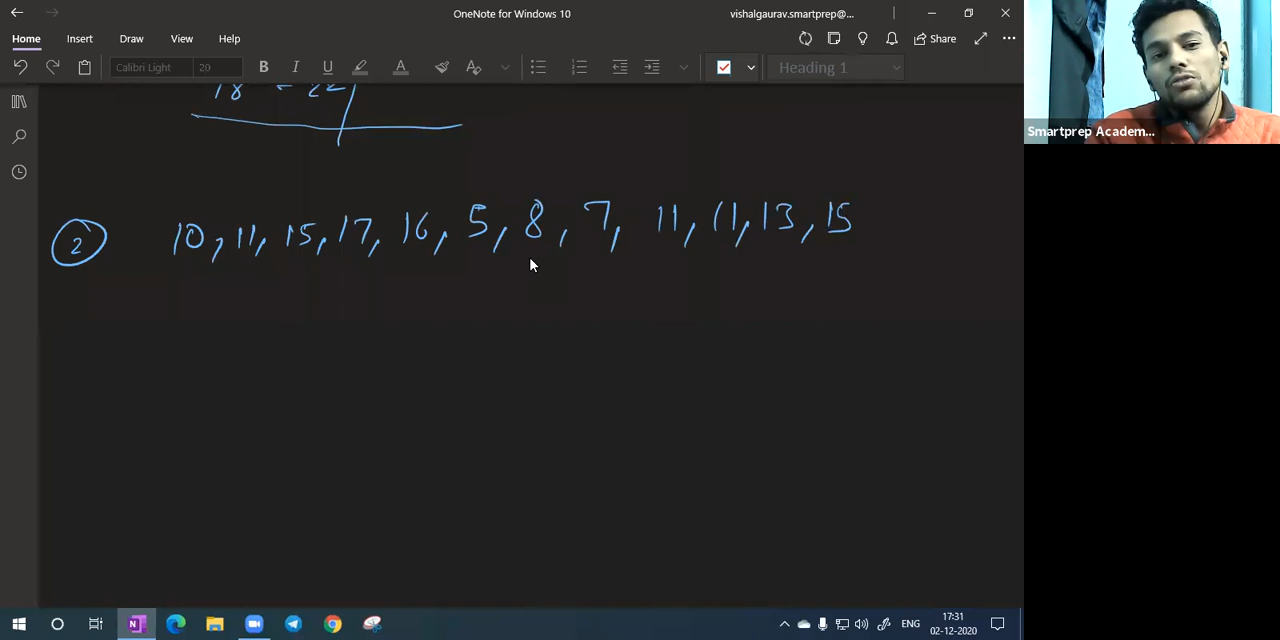 OneNote for Windows 10
vishalgaurav.smartprep@...
Home Insert Draw View Help
Share
Calibri Light 20 B I U A Heading 1
18 - 22
2 10, 11, 15, 17, 16, 5, 8, 7, 11, 11, 13, 15
Smartprep Academ...
ENG 17:31
02-12-2020